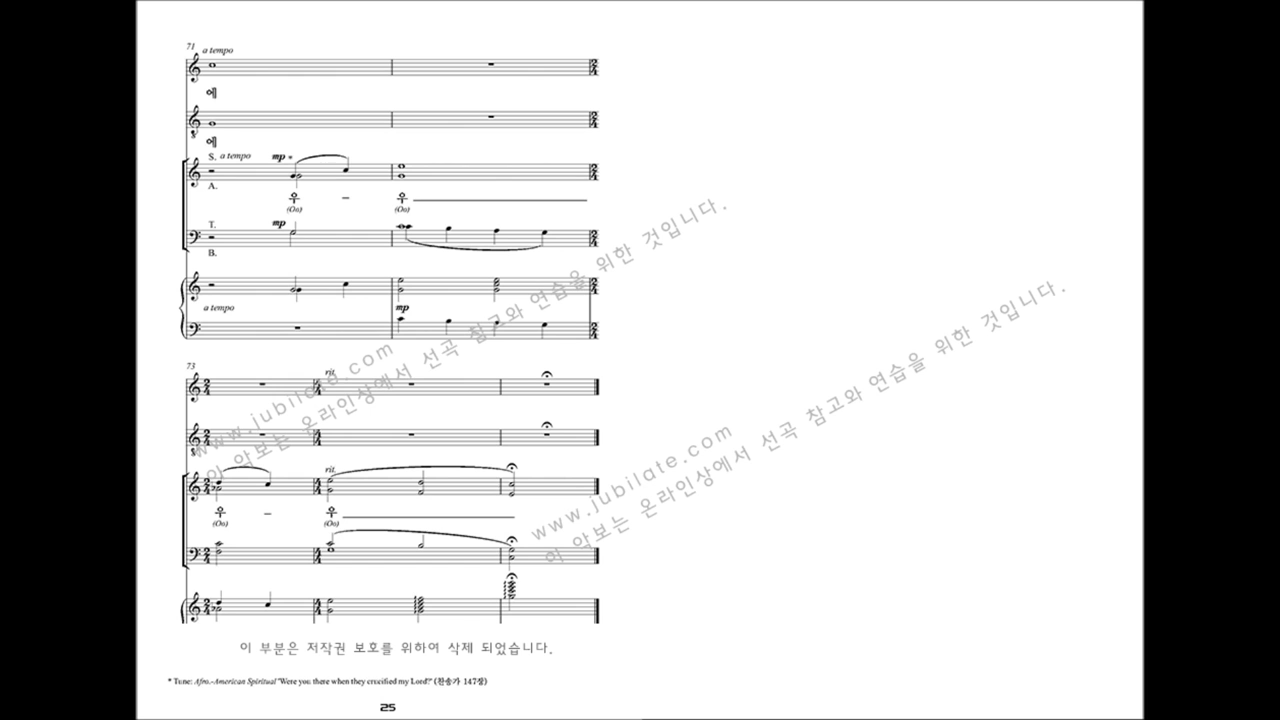 71
a tempo
에
에
S. a tempo mp *
A.
우 - 우
(Oo) (Oo)
T. mp
B.
a tempo mp
73
rit.
rit.
우 - 우
(Oo) (Oo)
www.jubilate.com
이 악보는 온라인상에서 선곡 참고와 연습을 위한 것입니다.
www.jubilate.com
이 악보는 온라인상에서 선곡 참고와 연습을 위한 것입니다.
이 부분은 저작권 보호를 위하여 삭제 되었습니다.
* Tune: Afro.-American Spiritual "Were you there when they crucified my Lord?" (찬송가 147장)
25